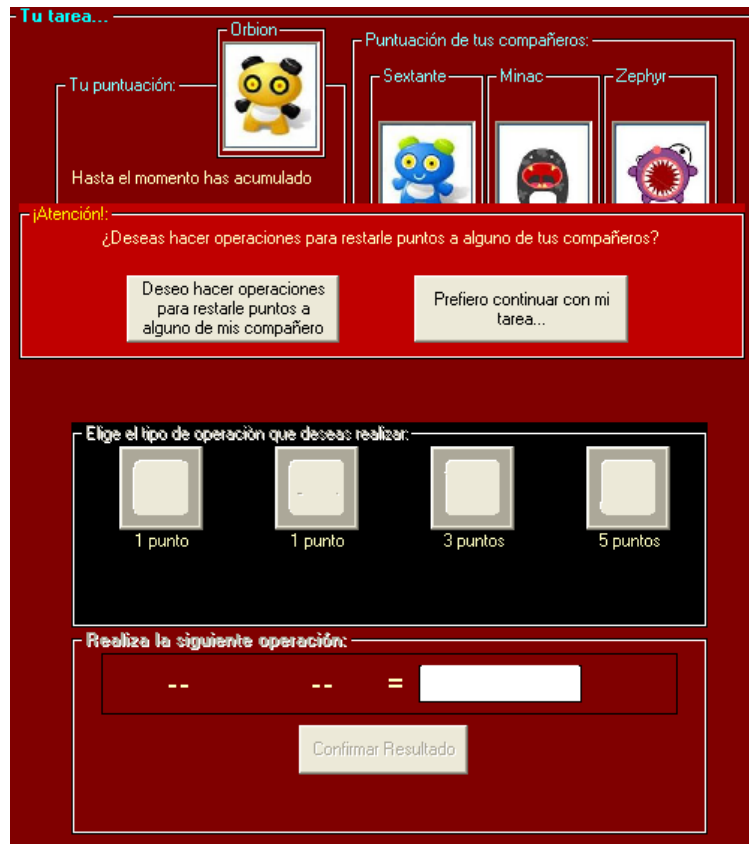 Tu tarea...
Orbion
Puntuación de tus compañeros:
Tu puntuación:
Sextante
Minac
Zephyr
Hasta el momento has acumulado
¡Atención!:
¿Deseas hacer operaciones para restarle puntos a alguno de tus compañeros?
Deseo hacer operaciones
para restarle puntos a
alguno de mis compañero
Prefiero continuar con mi
tarea...
Elige el tipo de operación que deseas realizar:
1 punto
1 punto
3 puntos
5 puntos
Realiza la siguiente operación:
-- -- =
Confirmar Resultado